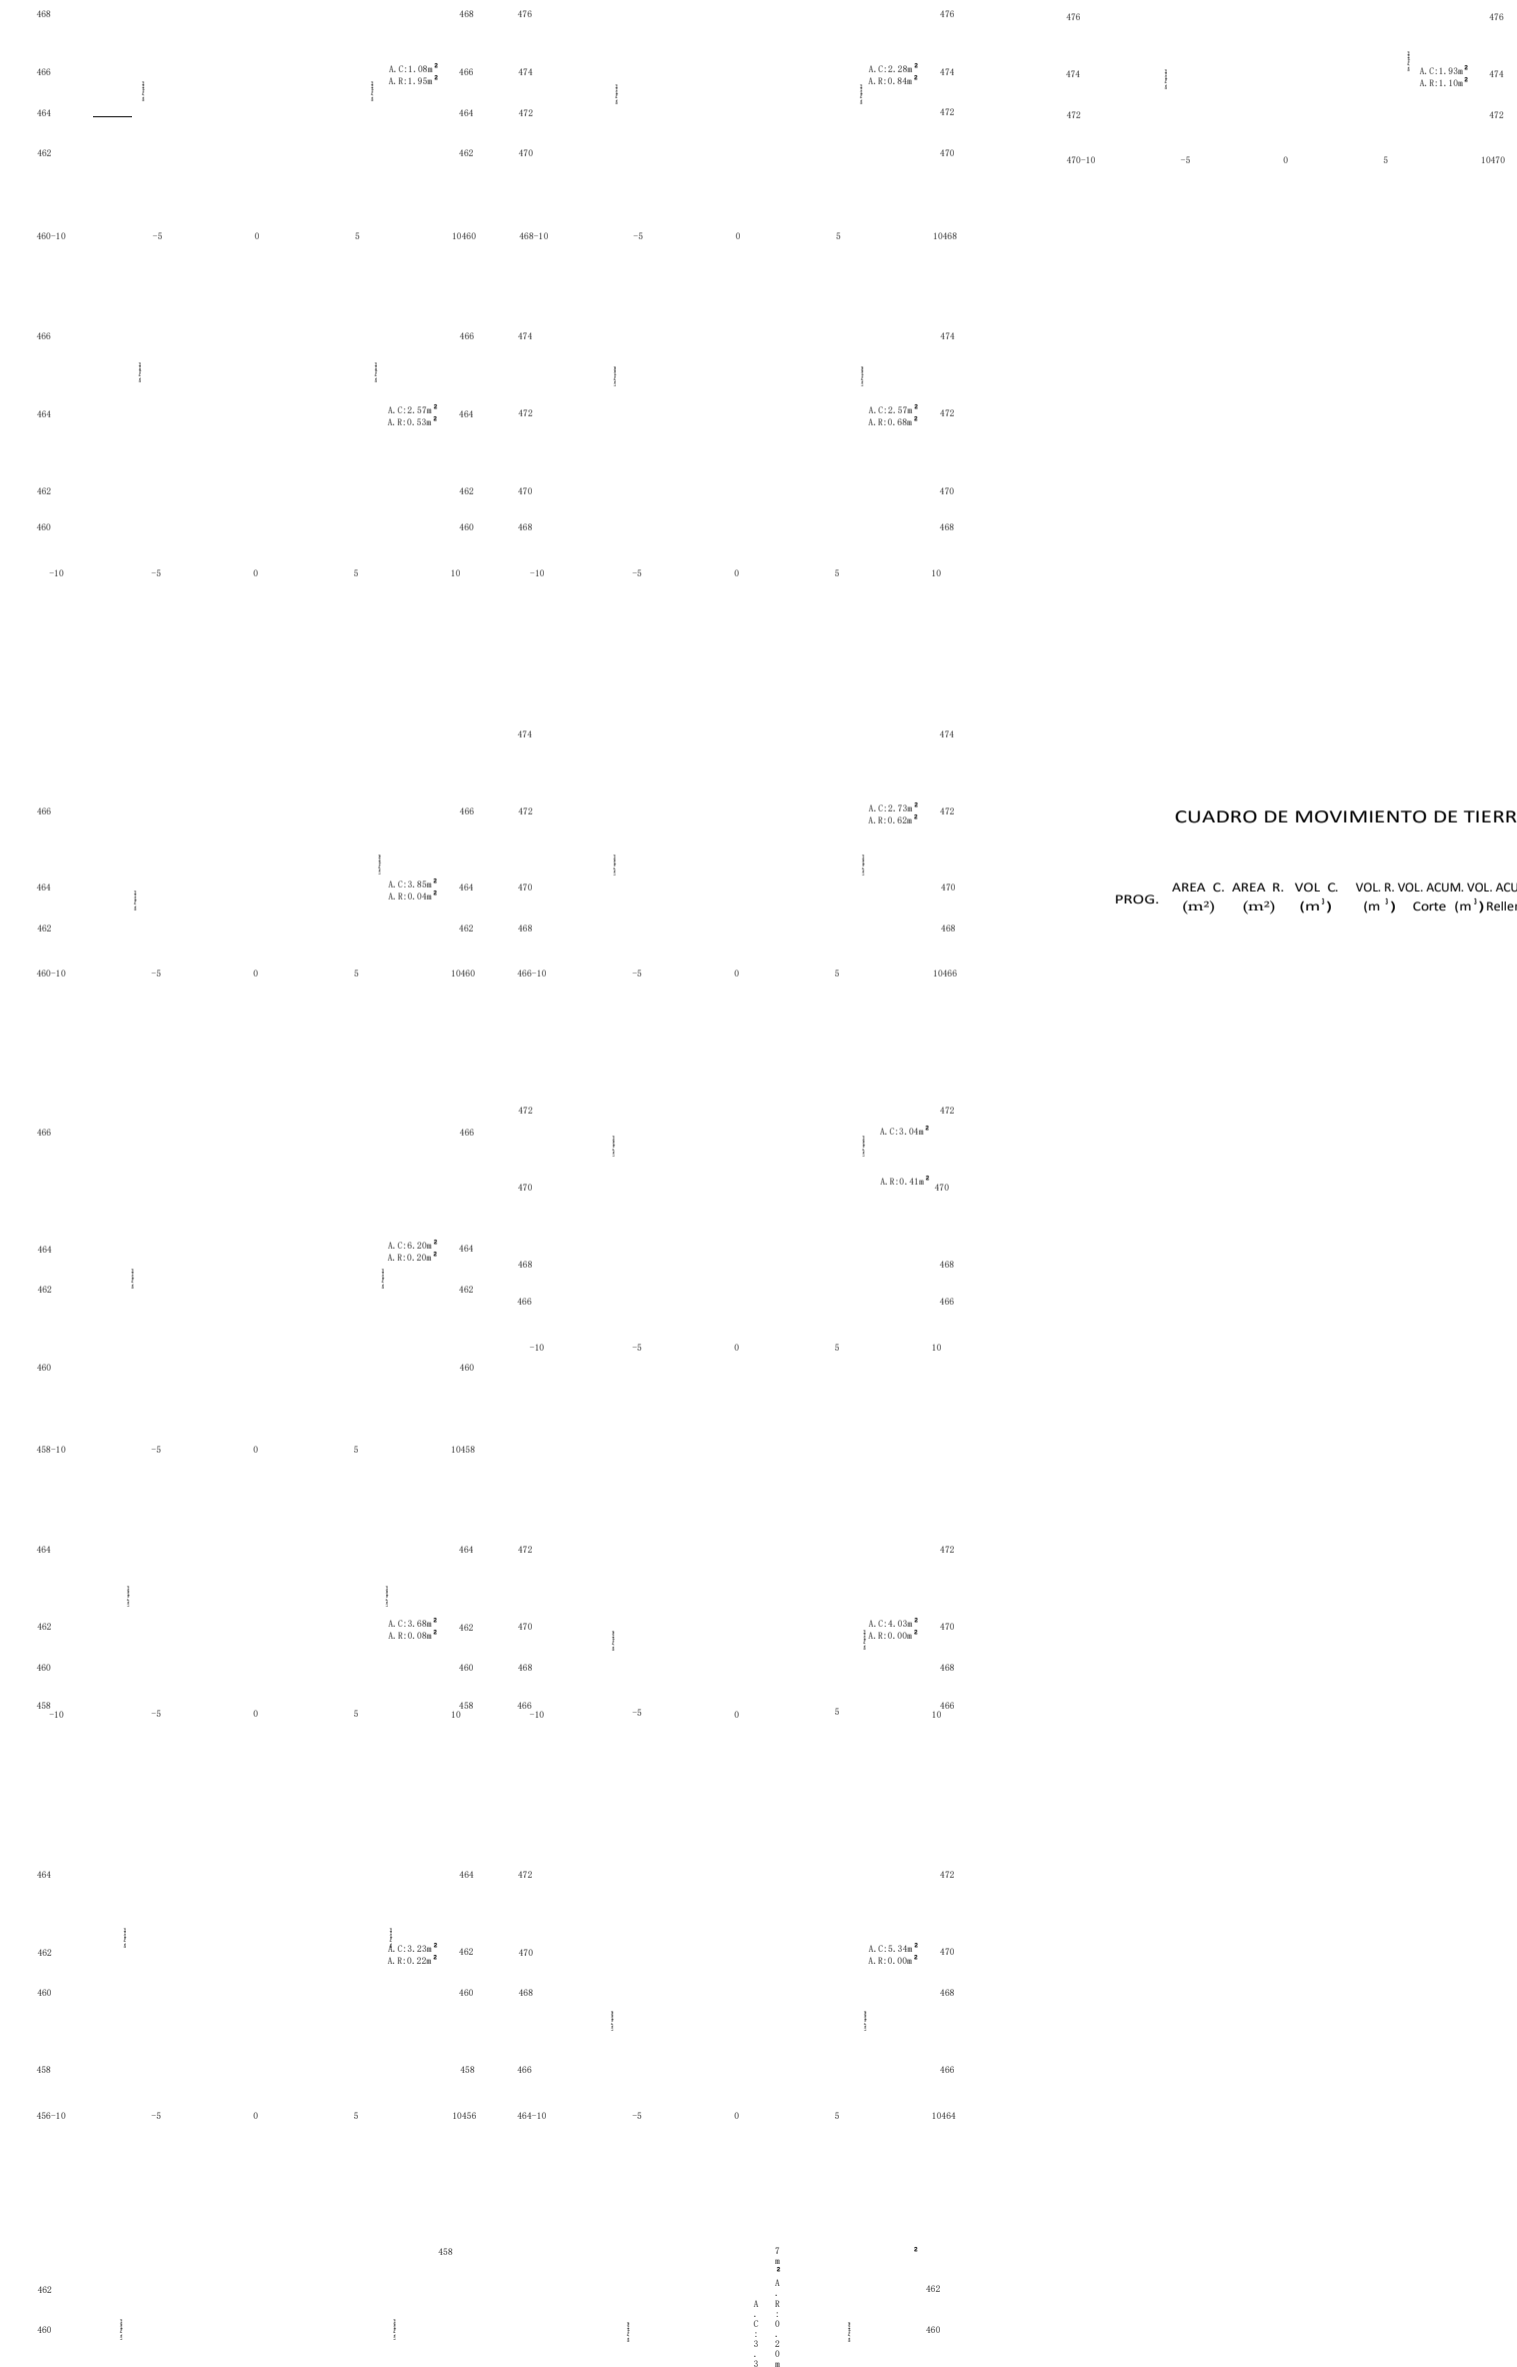 468 468 476 476 476 476
A.C:1.08m² A.C:2.28m² A.C:1.93m²
466 466 474 474 474 474
A.R:1.95m² A.R:0.84m² A.R:1.10m²
464 464 472 472 472 472
462 462 470 470
470-10 -5 0 5 10470
460-10 -5 0 5 10460 468-10 -5 0 5 10468
466 466 474 474
A.C:2.57m² A.C:2.57m²
464 464 472 472
A.R:0.53m² A.R:0.68m²
462 462 470 470
460 460 468 468
-10 -5 0 5 10 -10 -5 0 5 10
474 474
A.C:2.73m²
466 466 472 472
A.R:0.62m²
CUADRO DE MOVIMIENTO DE TIERR
A.C:3.85m²
464 464 470 470
A.R:0.04m²
AREA C. AREA R. VOL C. VOL. R. VOL. ACUM. VOL. ACU
PROG.
(m²) (m²) (m³) (m³) Corte (m³) Reller
462 462 468 468
460-10 -5 0 5 10460 466-10 -5 0 5 10466
472 472
466 466
A.C:3.04m²
A.R:0.41m²
470 470
A.C:6.20m²
464 464
A.R:0.20m²
468 468
462 462
466 466
-10 -5 0 5 10
460 460
458-10 -5 0 5 10458
464 464 472 472
A.C:3.68m² A.C:4.03m²
462 462 470 470
A.R:0.08m² A.R:0.00m²
460 460 468 468
458 458 466 466
-10 -5 0 5 10 -10 -5 0 5 10
464 464 472 472
A.C:3.23m² A.C:5.34m²
462 462 470 470
A.R:0.22m² A.R:0.00m²
460 460 468 468
458 458 466 466
456-10 -5 0 5 10456 464-10 -5 0 5 10464
458
7m²
²
462 462
A.R:0.20m
A.C:3.3
460 460